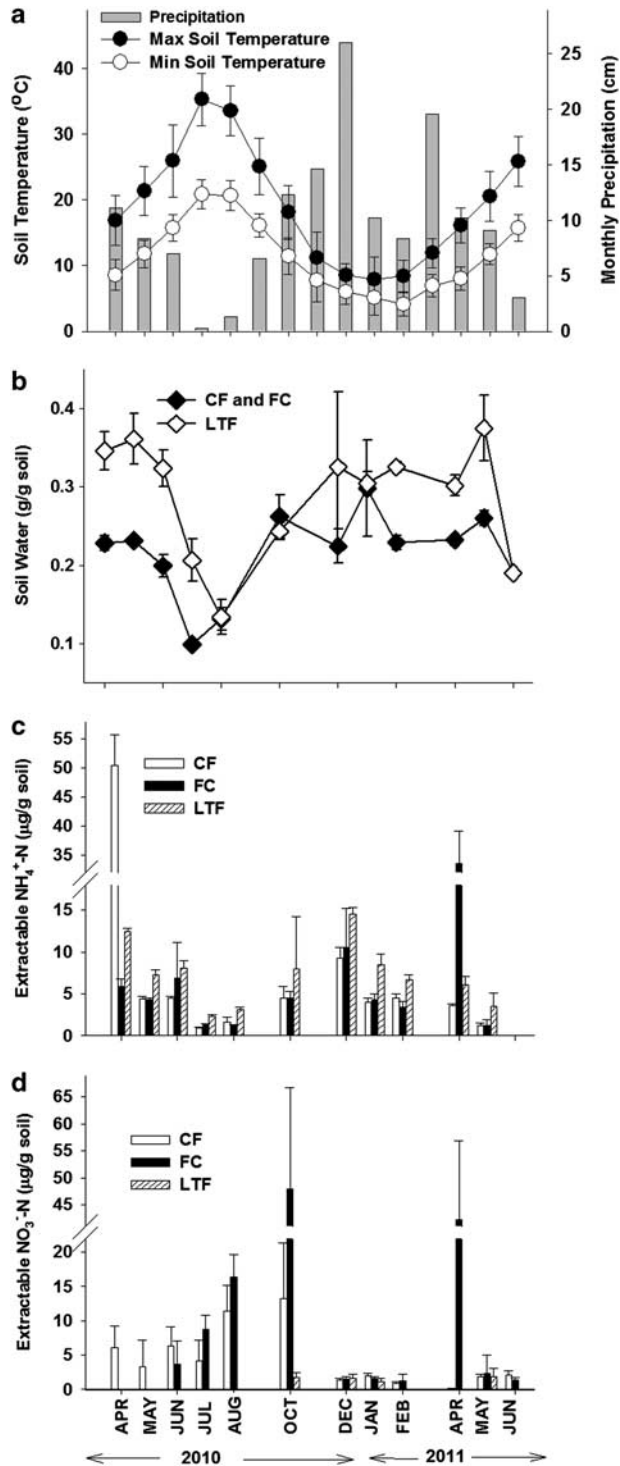 a
Precipitation
Max Soil Temperature
Min Soil Temperature
Soil Temperature (°C)
40
30
20
10
0
Monthly Precipitation (cm)
25
20
15
10
5
0
b
CF and FC
LTF
Soil Water (g/g soil)
0.4
0.3
0.2
0.1
c
CF
FC
LTF
Extractable NH₄⁺-N (µg/g soil)
55
50
45
40
35
15
10
5
0
d
CF
FC
LTF
Extractable NO₃⁻-N (µg/g soil)
65
60
55
50
45
20
15
10
5
0
APR
MAY
JUN
JUL
AUG
OCT
DEC
JAN
FEB
APR
MAY
JUN
2010
2011